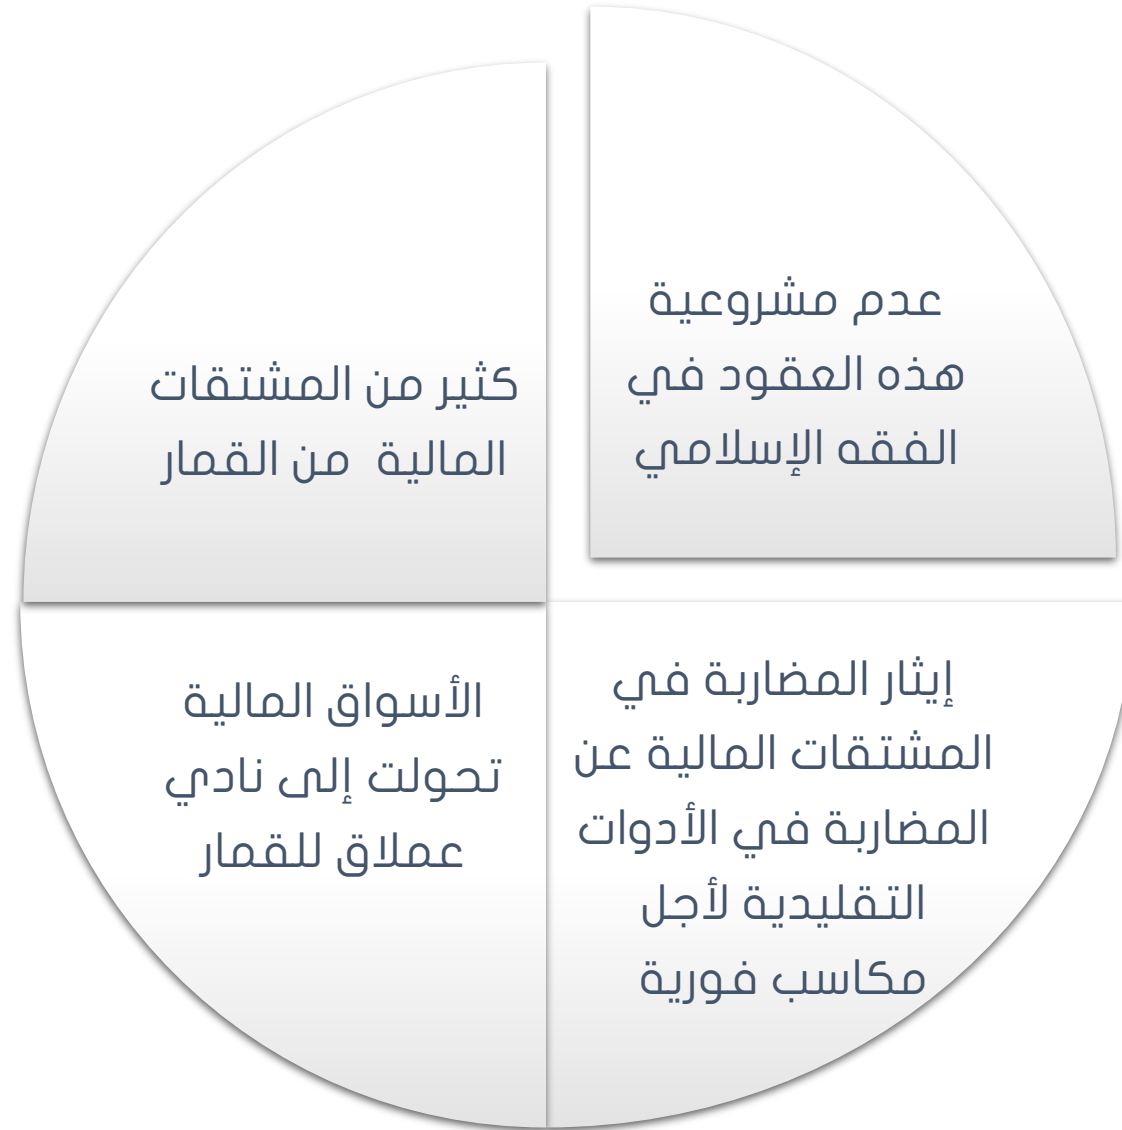 عدم مشروعية
هذه العقود في
الفقه الإسلامي
كثير من المشتقات
المالية من القمار
إيثار المضاربة في
المشتقات المالية عن
المضاربة في الأدوات
التقليدية لأجل
مكاسب فورية
الأسواق المالية
تحولت إلى نادي
عملاق للقمار